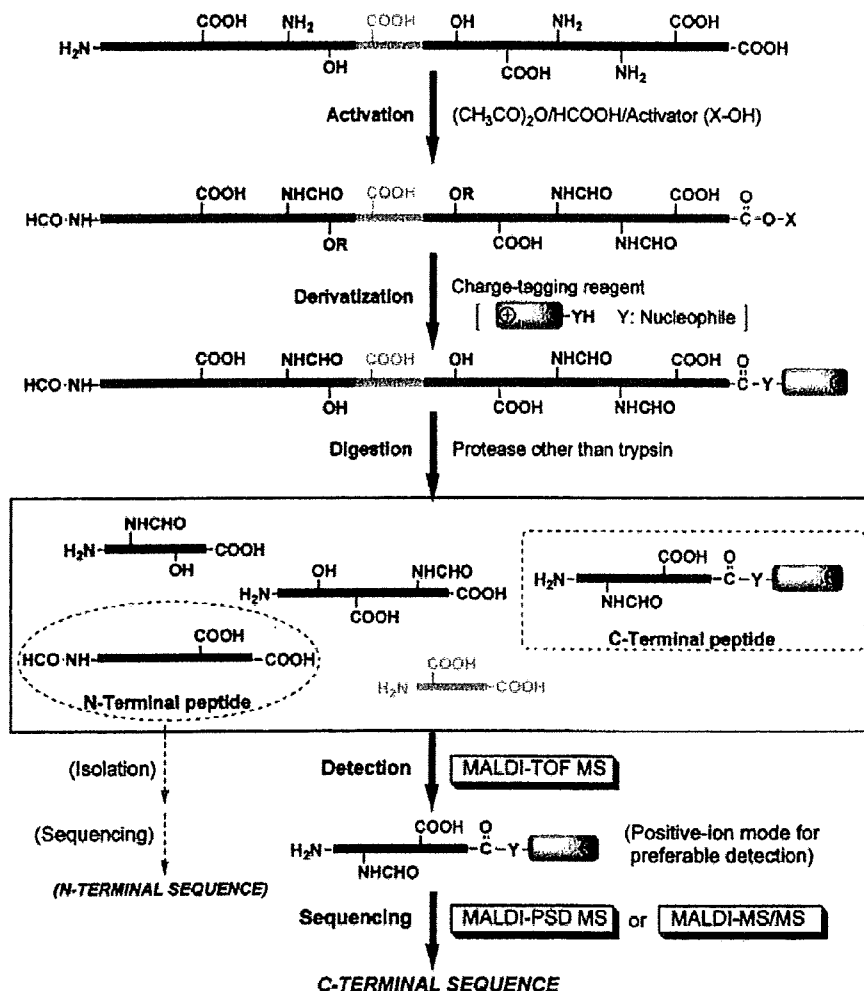 COOH NH2 COOH OH NH2 COOH
H2N COOH
OH COOH NH2
Activation (CH3CO)2O/HCOOH/Activator (X-OH)
COOH NHCHO COOH OR NHCHO COOH O
HCO·NH C-O-X
OR COOH NHCHO
Derivatization Charge-tagging reagent
[ ⊕ YH Y: Nucleophile ]
COOH NHCHO COOH OH NHCHO COOH O
HCO·NH C-Y
OH COOH NHCHO
Digestion Protease other than trypsin
NHCHO
H2N COOH
OH
OH NHCHO
H2N COOH
COOH
COOH O
H2N C-Y
NHCHO
C-Terminal peptide
COOH
HCO·NH COOH
N-Terminal peptide
COOH
H2N COOH
(Isolation) Detection MALDI-TOF MS
(Sequencing)
(N-TERMINAL SEQUENCE)
COOH O
H2N C-Y
NHCHO
(Positive-ion mode for
preferable detection)
Sequencing MALDI-PSD MS or MALDI-MS/MS
C-TERMINAL SEQUENCE